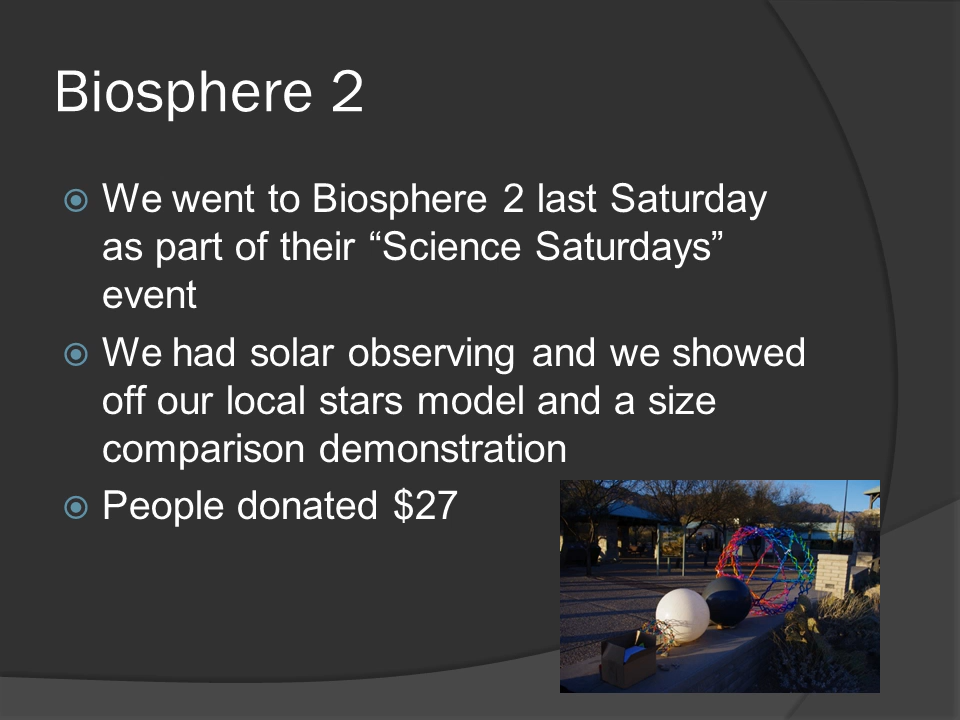 Biosphere 2
We went to Biosphere 2 last Saturday
as part of their “Science Saturdays”
event
We had solar observing and we showed
off our local stars model and a size
comparison demonstration
People donated $27